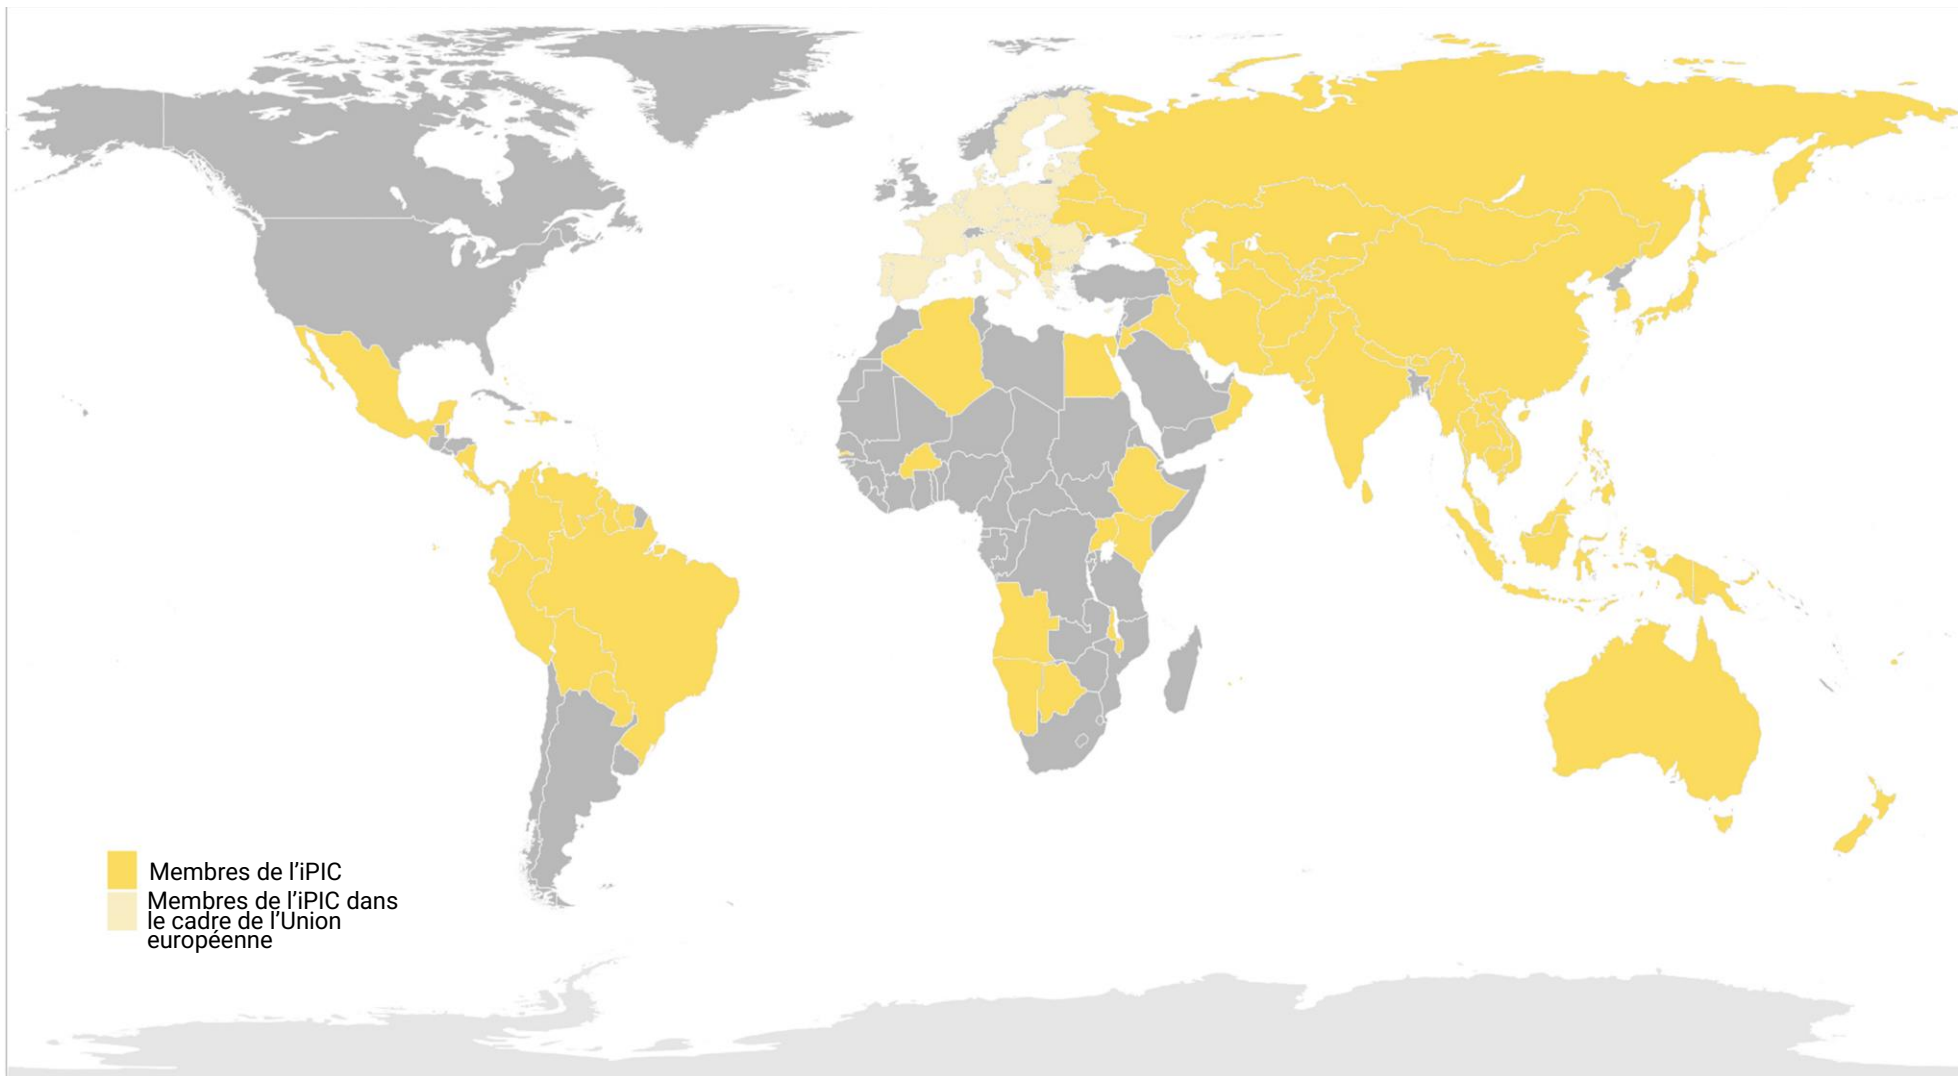 Membres de l'iPIC
Membres de l'iPIC dans
le cadre de l'Union
européenne